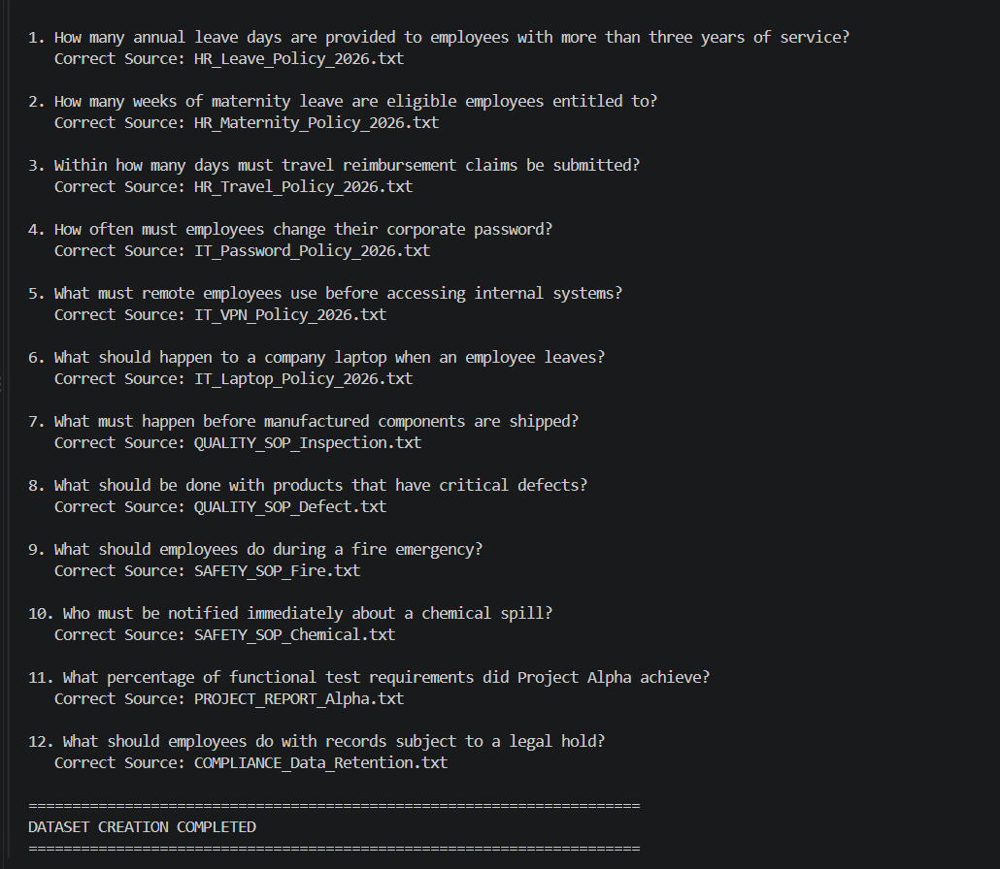 1. How many annual leave days are provided to employees with more than three years of service?
Correct Source: HR_Leave_Policy_2026.txt
2. How many weeks of maternity leave are eligible employees entitled to?
Correct Source: HR_Maternity_Policy_2026.txt
3. Within how many days must travel reimbursement claims be submitted?
Correct Source: HR_Travel_Policy_2026.txt
4. How often must employees change their corporate password?
Correct Source: IT_Password_Policy_2026.txt
5. What must remote employees use before accessing internal systems?
Correct Source: IT_VPN_Policy_2026.txt
6. What should happen to a company laptop when an employee leaves?
Correct Source: IT_Laptop_Policy_2026.txt
7. What must happen before manufactured components are shipped?
Correct Source: QUALITY_SOP_Inspection.txt
8. What should be done with products that have critical defects?
Correct Source: QUALITY_SOP_Defect.txt
9. What should employees do during a fire emergency?
Correct Source: SAFETY_SOP_Fire.txt
10. Who must be notified immediately about a chemical spill?
Correct Source: SAFETY_SOP_Chemical.txt
11. What percentage of functional test requirements did Project Alpha achieve?
Correct Source: PROJECT_REPORT_Alpha.txt
12. What should employees do with records subject to a legal hold?
Correct Source: COMPLIANCE_Data_Retention.txt
======================================================================
DATASET CREATION COMPLETED
======================================================================